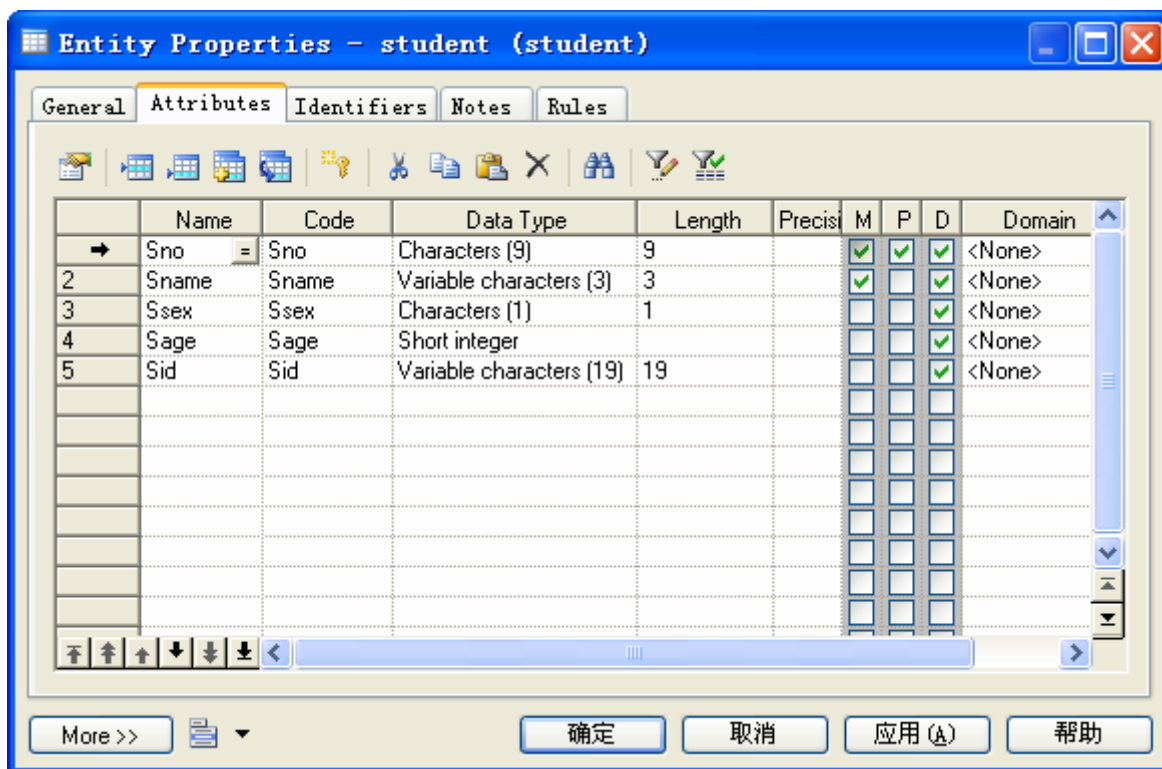 Entity Properties - student (student)
General Attributes Identifiers Notes Rules
Name Code Data Type Length Precisi M P D Domain
Sno = Sno Characters (9) 9 <None>
2 Sname Sname Variable characters (3) 3 <None>
3 Ssex Ssex Characters (1) 1 <None>
4 Sage Sage Short integer <None>
5 Sid Sid Variable characters (19) 19 <None>
More >> 确定 取消 应用(A) 帮助